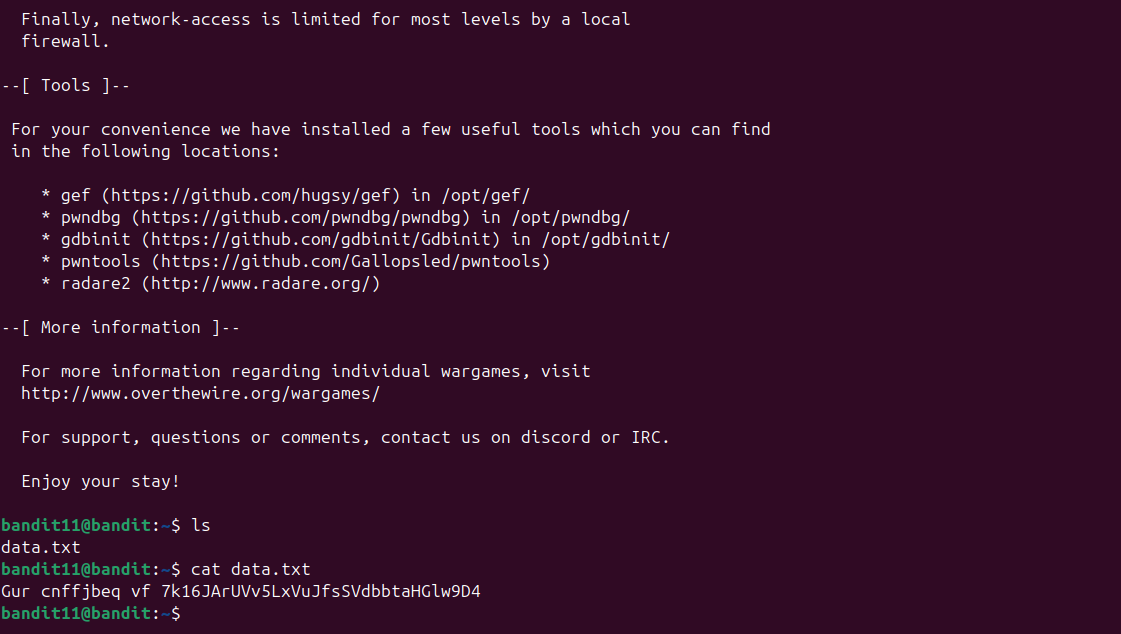 Finally, network-access is limited for most levels by a local
firewall.
--[ Tools ]--
For your convenience we have installed a few useful tools which you can find
in the following locations:
* gef (https://github.com/hugsy/gef) in /opt/gef/
* pwndbg (https://github.com/pwndbg/pwndbg) in /opt/pwndbg/
* gdbinit (https://github.com/gdbinit/Gdbinit) in /opt/gdbinit/
* pwntools (https://github.com/Gallopsled/pwntools)
* radare2 (http://www.radare.org/)
--[ More information ]--
For more information regarding individual wargames, visit
http://www.overthewire.org/wargames/
For support, questions or comments, contact us on discord or IRC.
Enjoy your stay!
bandit11@bandit:~$ ls
data.txt
bandit11@bandit:~$ cat data.txt
Gur cnffjbeq vf 7k16JArUVv5LxVuJfsSVdbbtaHGlw9D4
bandit11@bandit:~$